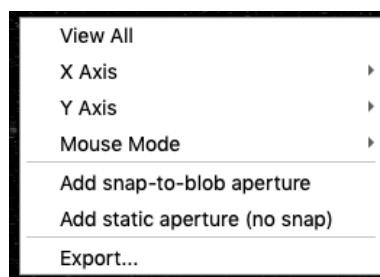 View All
X Axis
Y Axis
Mouse Mode
Add snap-to-blob aperture
Add static aperture (no snap)
Export...